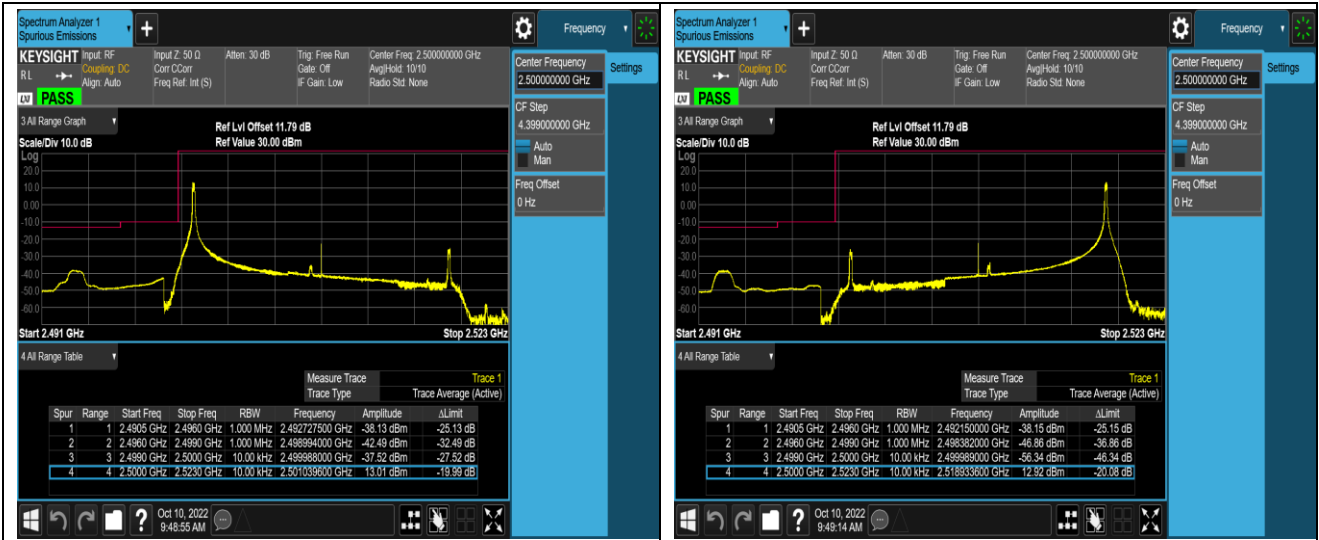 Spectrum Analyzer 1
Spurious Emissions
Frequency
KEYSIGHT Input: RF Input Z: 50 Ω Atten: 30 dB Trig: Free Run Center Freq: 2.500000000 GHz
Coupling: DC Corr CCorr Gate: Off Avg|Hold: 10/10
R L Align: Auto Freq Ref: Int (S) IF Gain: Low Radio Std: None
LXI PASS
3 All Range Graph
Ref Lvl Offset 11.79 dB
Scale/Div 10.0 dB Ref Value 30.00 dBm
Log
20.0
10.0
0.00
-10.0
-20.0
-30.0
-40.0
-50.0
-60.0
Start 2.491 GHz Stop 2.523 GHz
4 All Range Table
Measure Trace Trace 1
Trace Type Trace Average (Active)
Spur Range Start Freq Stop Freq RBW Frequency Amplitude ΔLimit
1 1 2.4905 GHz 2.4960 GHz 1.000 MHz 2.492727500 GHz -38.13 dBm -25.13 dB
2 2 2.4960 GHz 2.4990 GHz 1.000 MHz 2.498994000 GHz -42.49 dBm -32.49 dB
3 3 2.4990 GHz 2.5000 GHz 10.00 kHz 2.499988000 GHz -37.52 dBm -27.52 dB
4 4 2.5000 GHz 2.5230 GHz 10.00 kHz 2.501039600 GHz 13.01 dBm -19.99 dB
Oct 10, 2022
9:48:55 AM
Center Frequency
2.500000000 GHz
Settings
CF Step
4.399000000 GHz
Auto
Man
Freq Offset
0 Hz
Spectrum Analyzer 1
Spurious Emissions
Frequency
KEYSIGHT Input: RF Input Z: 50 Ω Atten: 30 dB Trig: Free Run Center Freq: 2.500000000 GHz
Coupling: DC Corr CCorr Gate: Off Avg|Hold: 10/10
R L Align: Auto Freq Ref: Int (S) IF Gain: Low Radio Std: None
LXI PASS
3 All Range Graph
Ref Lvl Offset 11.79 dB
Scale/Div 10.0 dB Ref Value 30.00 dBm
Log
20.0
10.0
0.00
-10.0
-20.0
-30.0
-40.0
-50.0
-60.0
Start 2.491 GHz Stop 2.523 GHz
4 All Range Table
Measure Trace Trace 1
Trace Type Trace Average (Active)
Spur Range Start Freq Stop Freq RBW Frequency Amplitude ΔLimit
1 1 2.4905 GHz 2.4960 GHz 1.000 MHz 2.492150000 GHz -38.15 dBm -25.15 dB
2 2 2.4960 GHz 2.4990 GHz 1.000 MHz 2.498382000 GHz -46.86 dBm -36.86 dB
3 3 2.4990 GHz 2.5000 GHz 10.00 kHz 2.499989000 GHz -56.34 dBm -46.34 dB
4 4 2.5000 GHz 2.5230 GHz 10.00 kHz 2.518933600 GHz 12.92 dBm -20.08 dB
Oct 10, 2022
9:49:14 AM
Center Frequency
2.500000000 GHz
Settings
CF Step
4.399000000 GHz
Auto
Man
Freq Offset
0 Hz